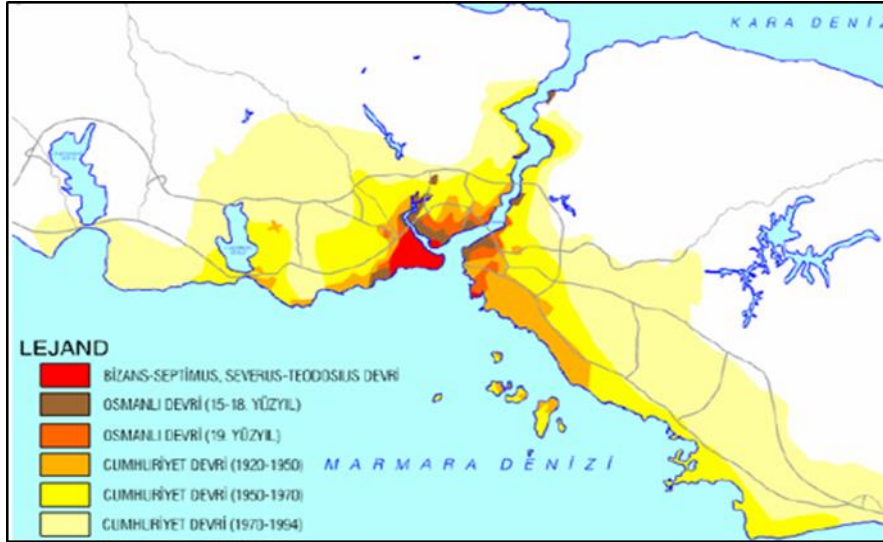 KARA DENİZ
LEJAND
BİZANS-SEPTİMUS, SEVERUS-TEODOSIUS DEVRİ
OSMANLI DEVRİ (15-18. YÜZYIL)
OSMANLI DEVRİ (19. YÜZYIL)
CUMHURİYET DEVRİ (1920-1950)
CUMHURİYET DEVRİ (1950-1970)
CUMHURİYET DEVRİ (1970-1994)
MARMARA DENİZİ